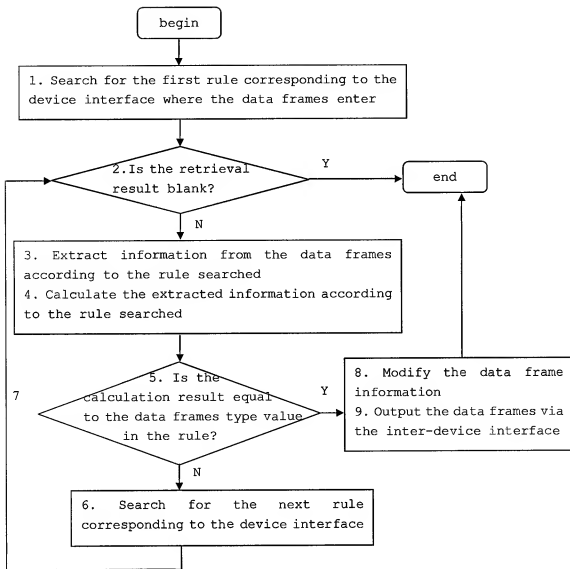 begin
1. Search for the first rule corresponding to the
device interface where the data frames enter
2.Is the retrieval
result blank?
Y
end
N
3. Extract information from the data frames
according to the rule searched
4. Calculate the extracted information according
to the rule searched
5. Is the
calculation result equal
to the data frames type value
in the rule?
Y
8. Modify the data frame
information
9. Output the data frames via
the inter-device interface
7
N
6. Search for the next rule
corresponding to the device interface